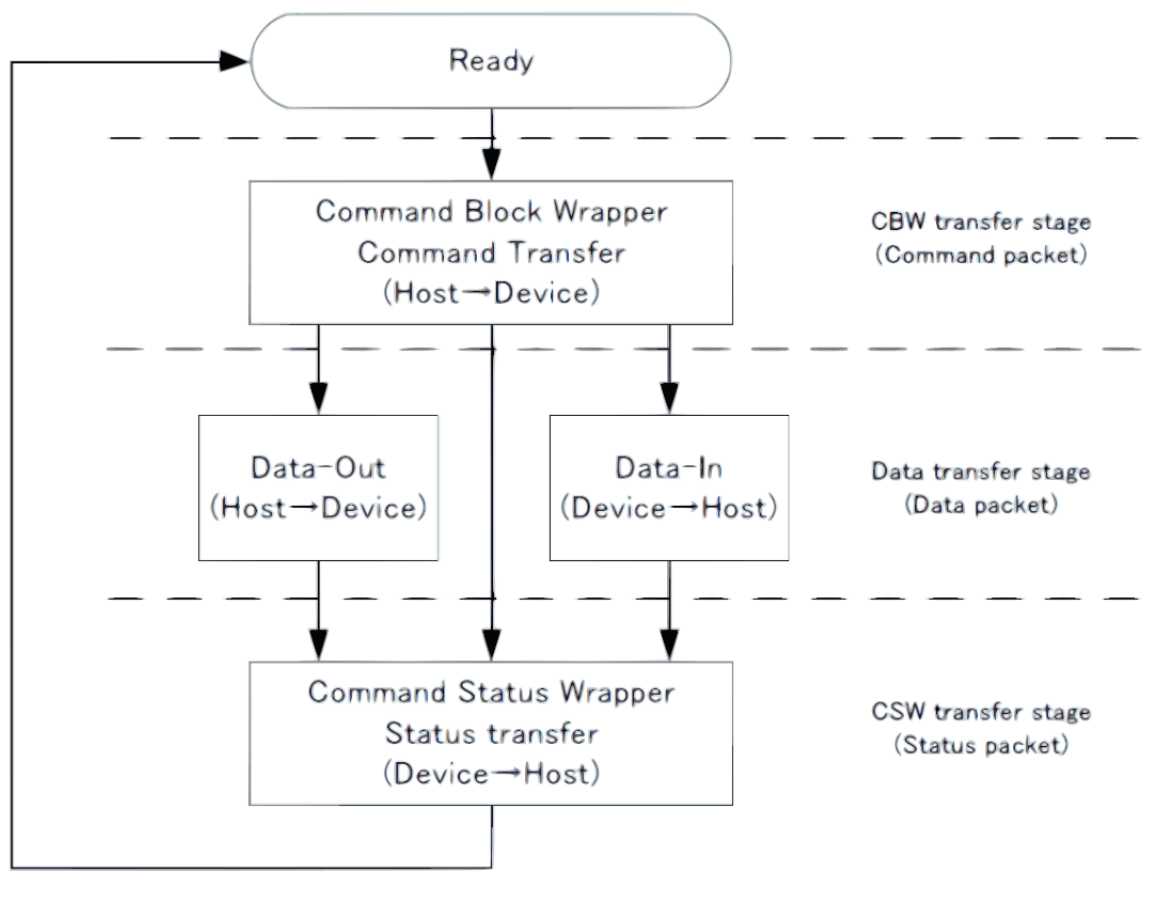 Ready
Command Block Wrapper
Command Transfer
(Host→Device)
CBW transfer stage
(Command packet)
Data-Out
(Host→Device)
Data-In
(Device→Host)
Data transfer stage
(Data packet)
Command Status Wrapper
Status transfer
(Device→Host)
CSW transfer stage
(Status packet)